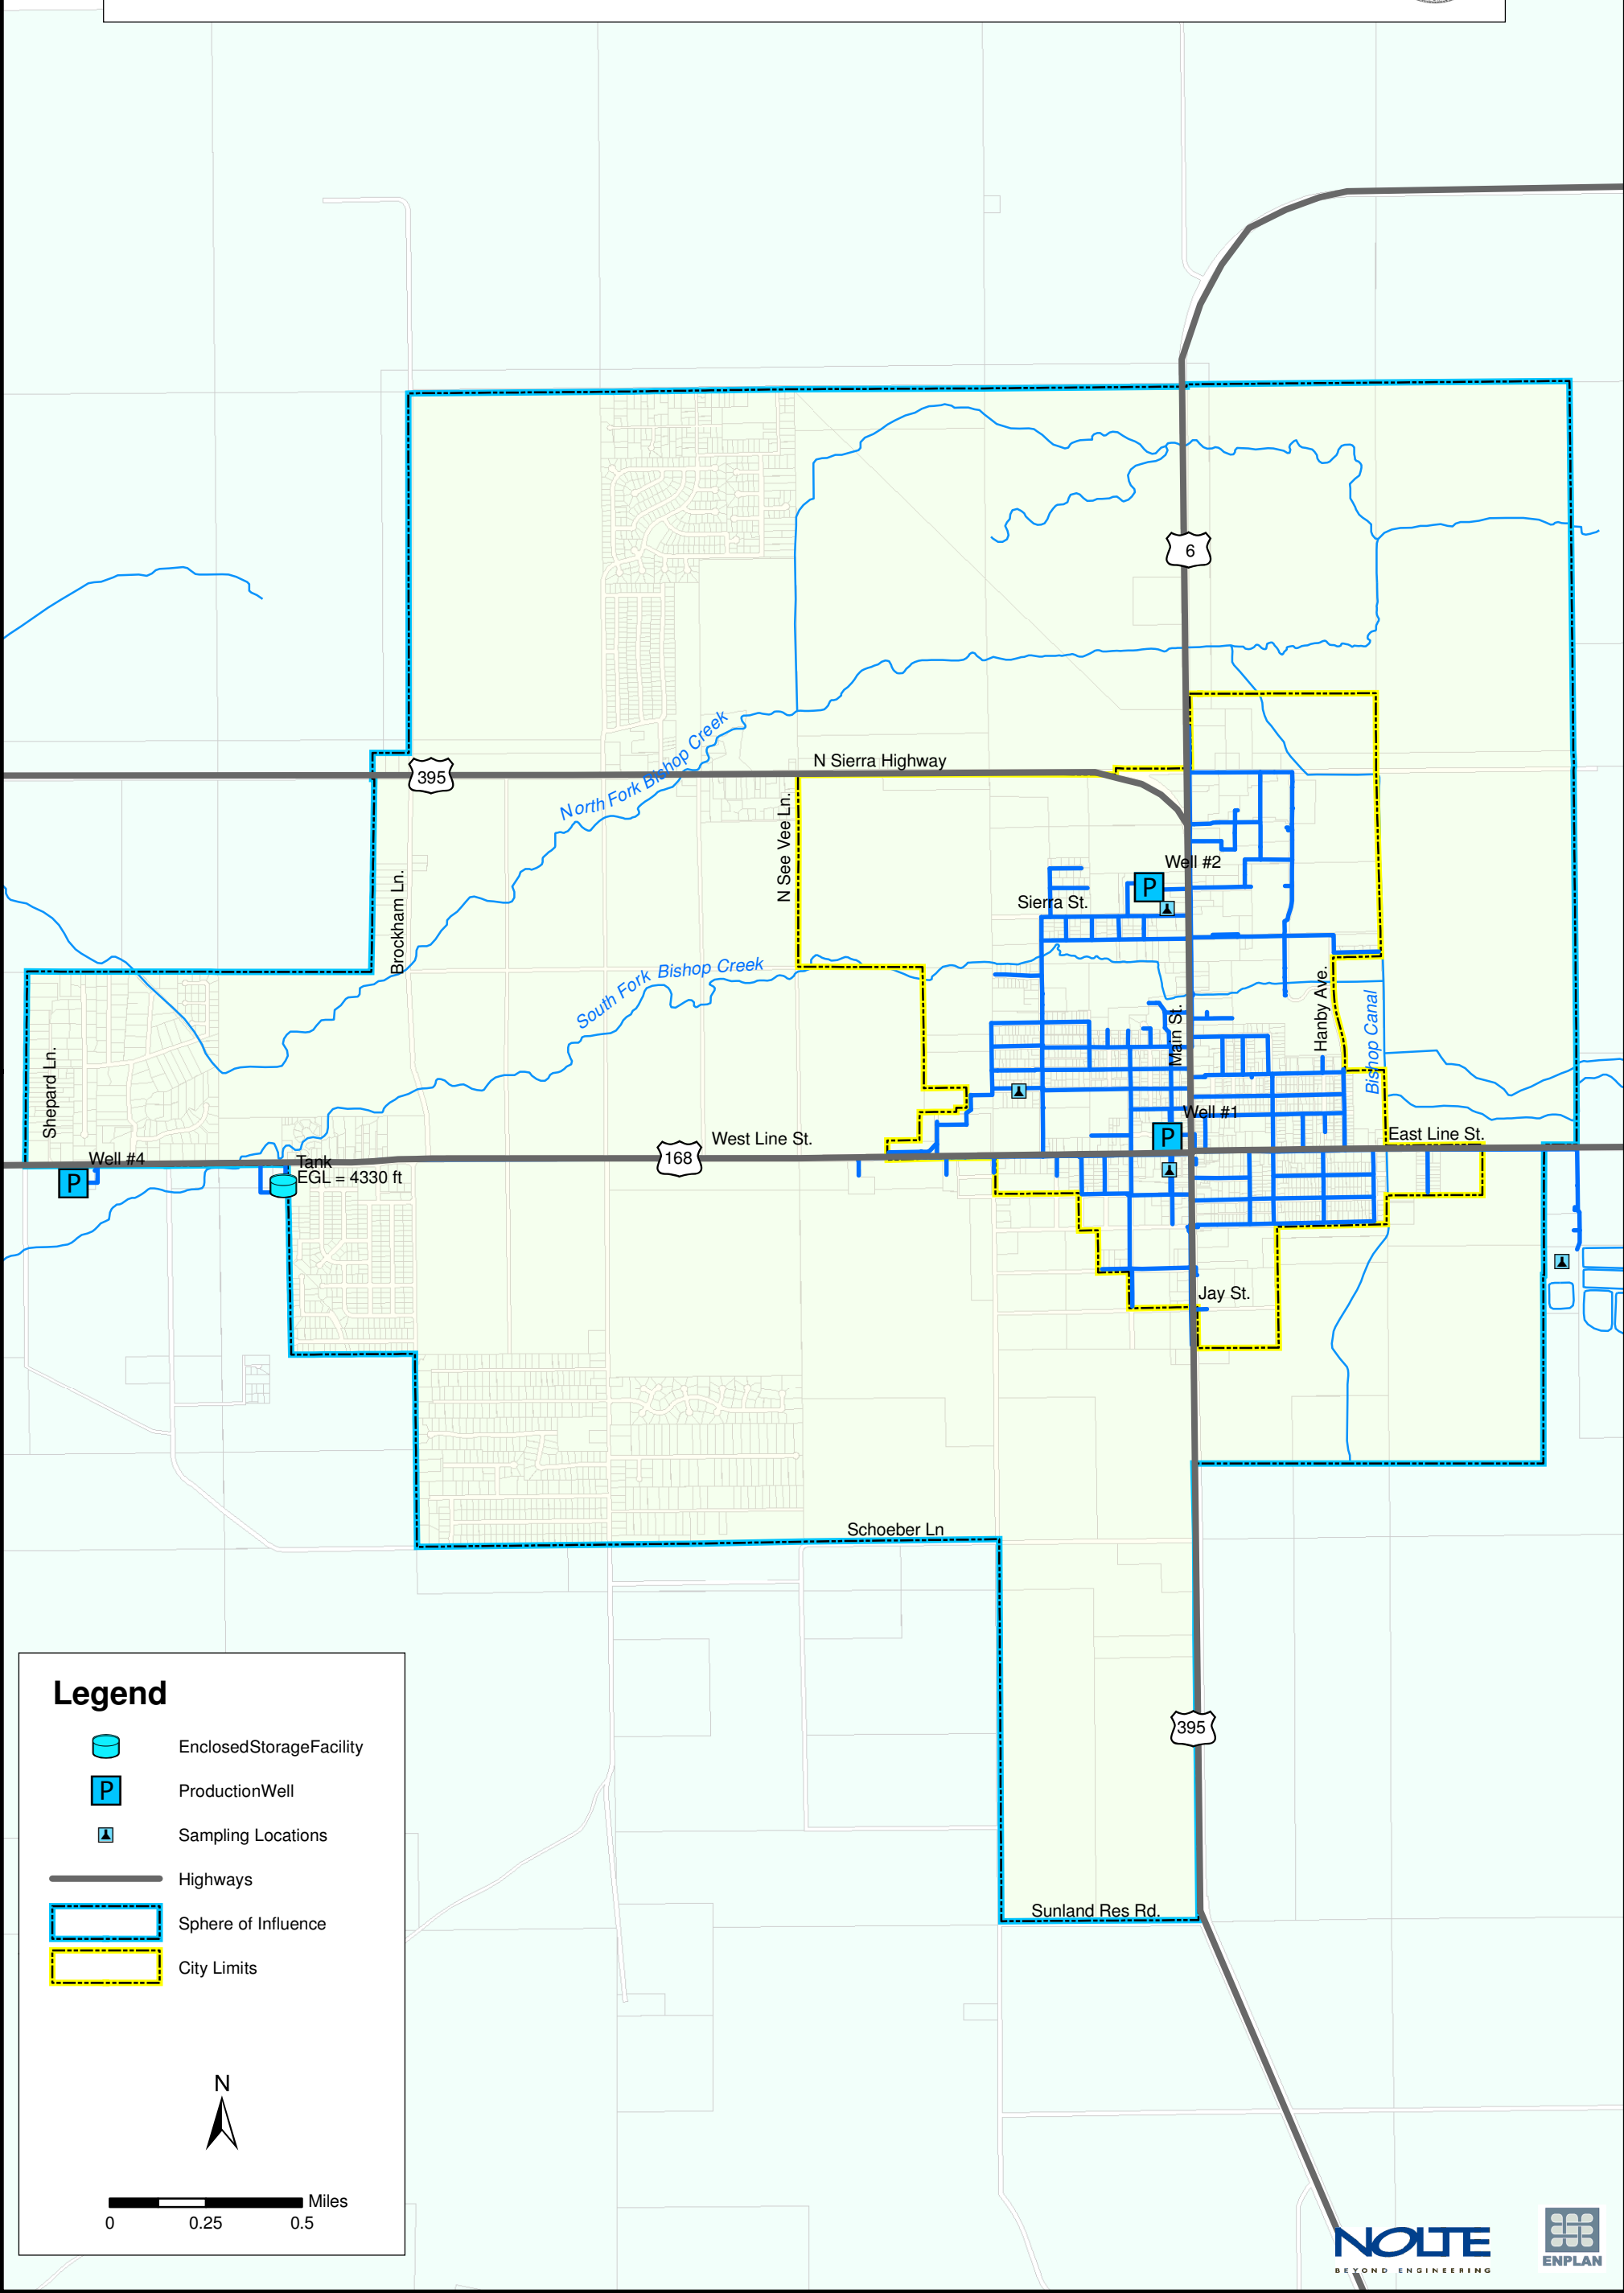 6
North Fork Bishop Creek
N Sierra Highway
395
N See Vee Ln.
Well #2
P
Sierra St.
Brockham Ln.
South Fork Bishop Creek
Hanby Ave.
Bishop Canal
Main St.
Shepard Ln.
Well #1
P
East Line St.
West Line St.
168
Well #4
P
Tank
EGL = 4330 ft
Jay St.
Schoeber Ln
395
Sunland Res Rd.
Legend
EnclosedStorageFacility
P
ProductionWell
Sampling Locations
Highways
Sphere of Influence
City Limits
N
Miles
0 0.25 0.5
NOLTE
BEYOND ENGINEERING
ENPLAN